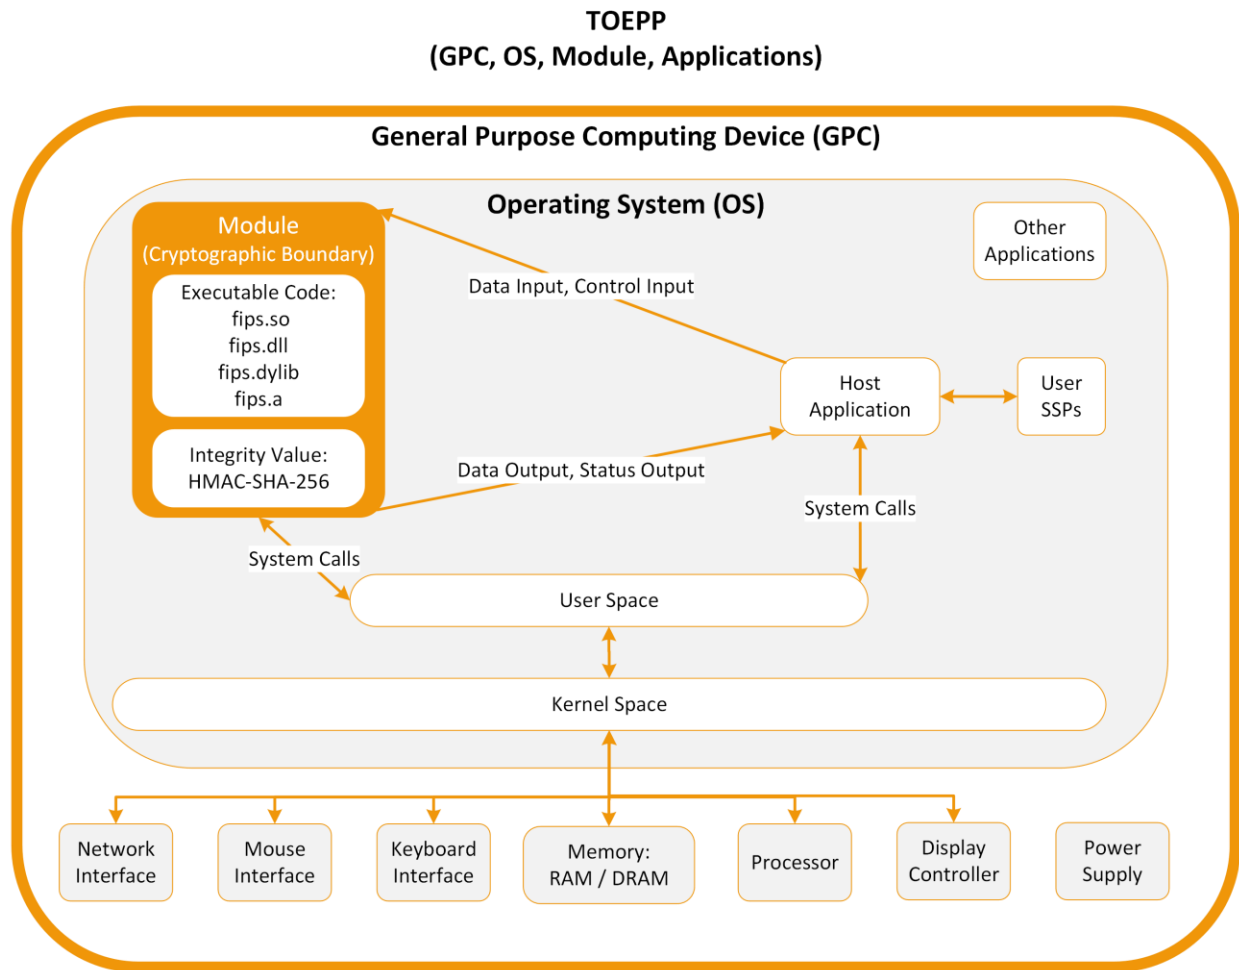 TOEPP
(GPC, OS, Module, Applications)
General Purpose Computing Device (GPC)
Operating System (OS)
Module
(Cryptographic Boundary)
Executable Code:
fips.so
fips.dll
fips.dylib
fips.a
Integrity Value:
HMAC-SHA-256
Data Input, Control Input
Other
Applications
Host
Application
User
SSPs
Data Output, Status Output
System Calls
System Calls
User Space
Kernel Space
Network
Interface
Mouse
Interface
Keyboard
Interface
Memory:
RAM / DRAM
Processor
Display
Controller
Power
Supply